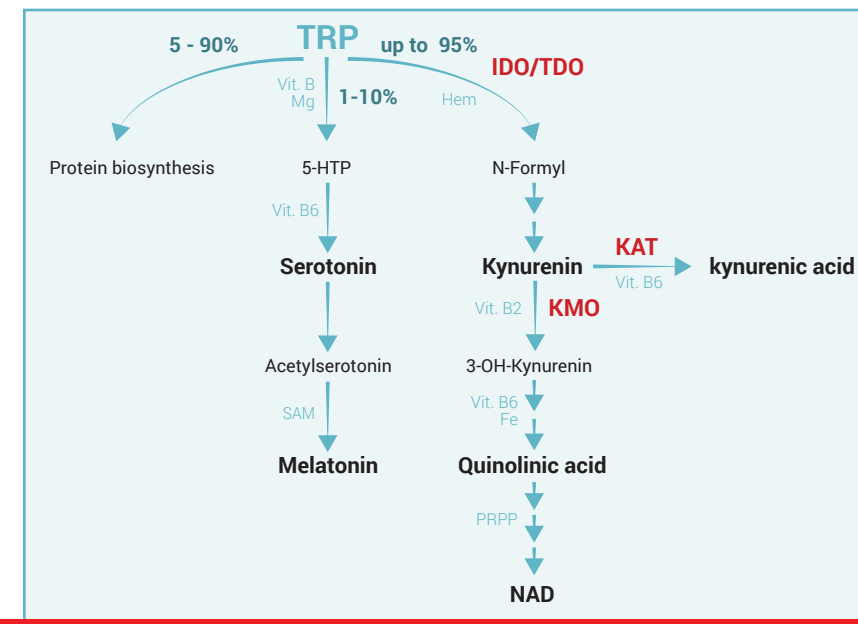 TRP
5 - 90%
up to 95%
IDO/TDO
Vit. B
Mg
1-10%
Hem
Protein biosynthesis
5-HTP
N-Formyl
Vit. B6
Serotonin
Kynurenin
KAT
Vit. B6
kynurenic acid
Vit. B2
KMO
Acetylserotonin
3-OH-Kynurenin
SAM
Vit. B6
Fe
Melatonin
Quinolinic acid
PRPP
NAD